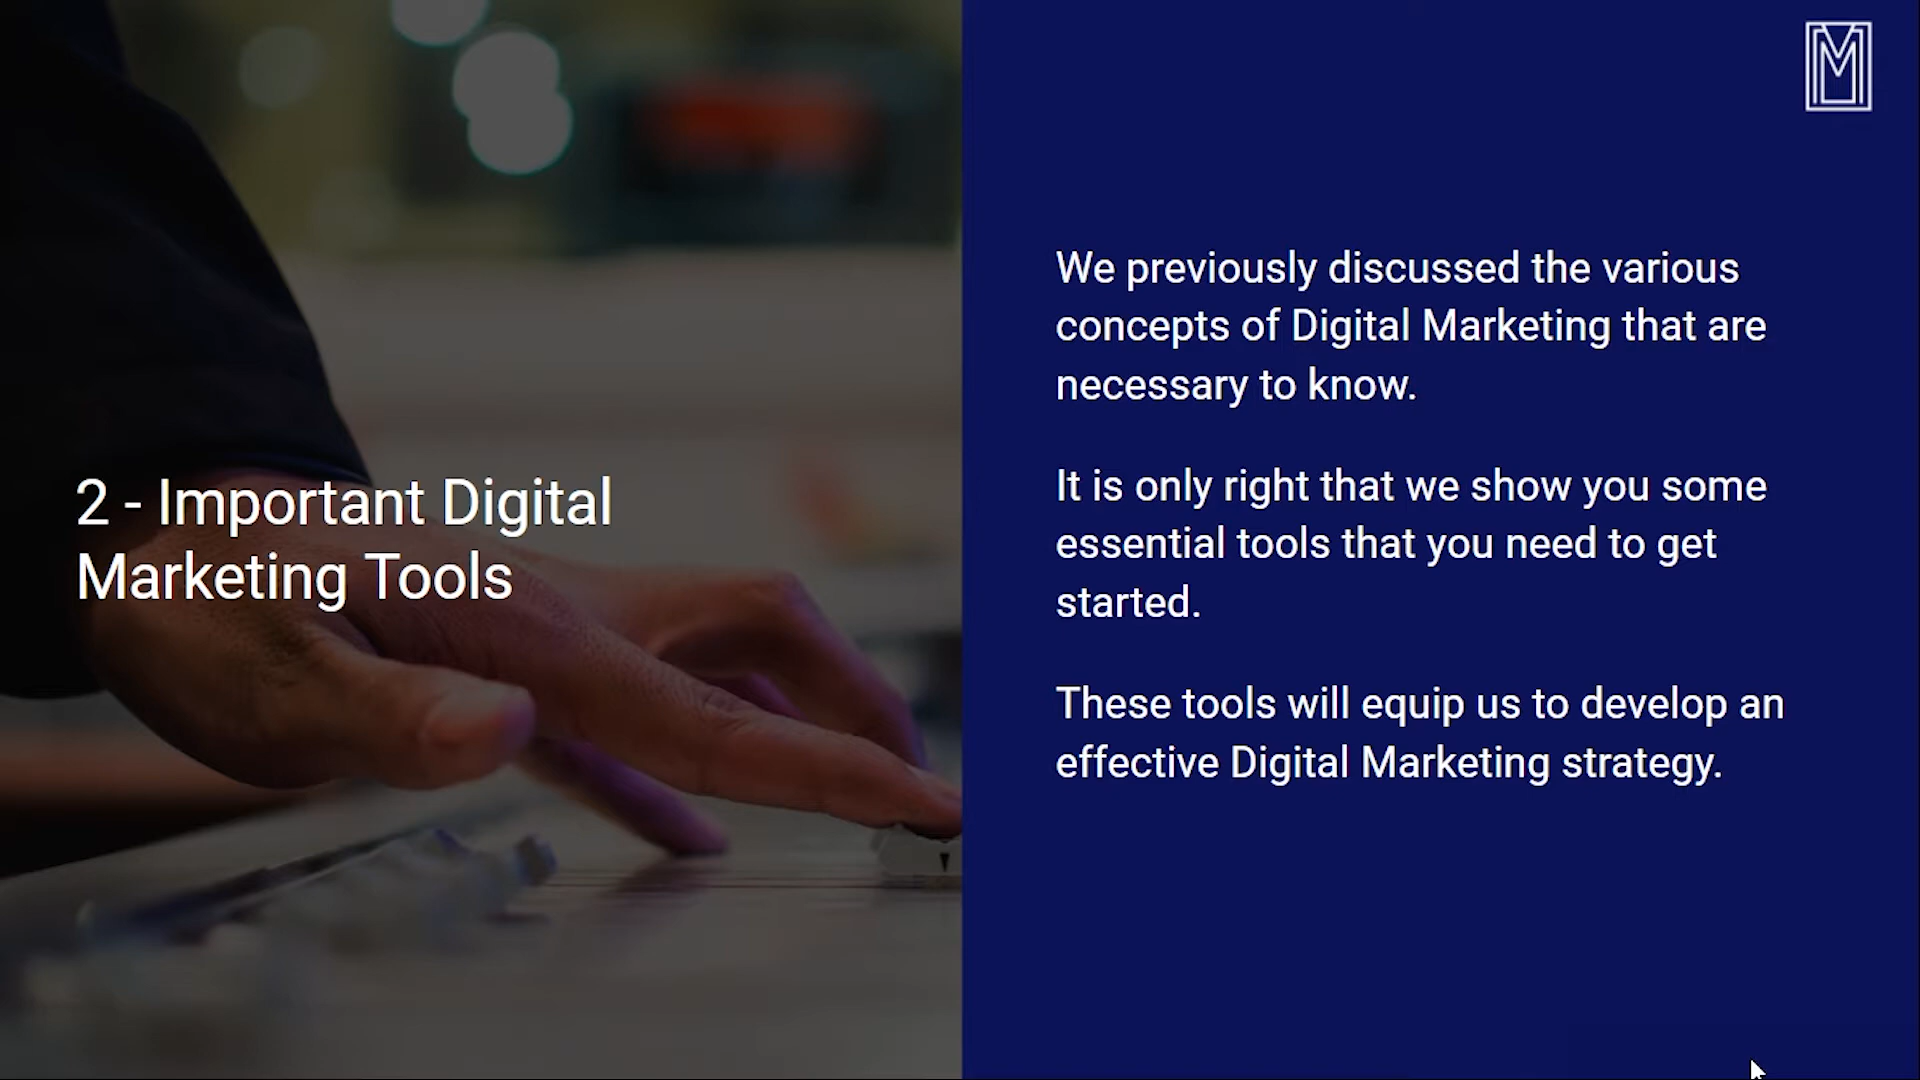 2 - Important Digital
Marketing Tools
We previously discussed the various
concepts of Digital Marketing that are
necessary to know.
It is only right that we show you some
essential tools that you need to get
started.
These tools will equip us to develop an
effective Digital Marketing strategy.